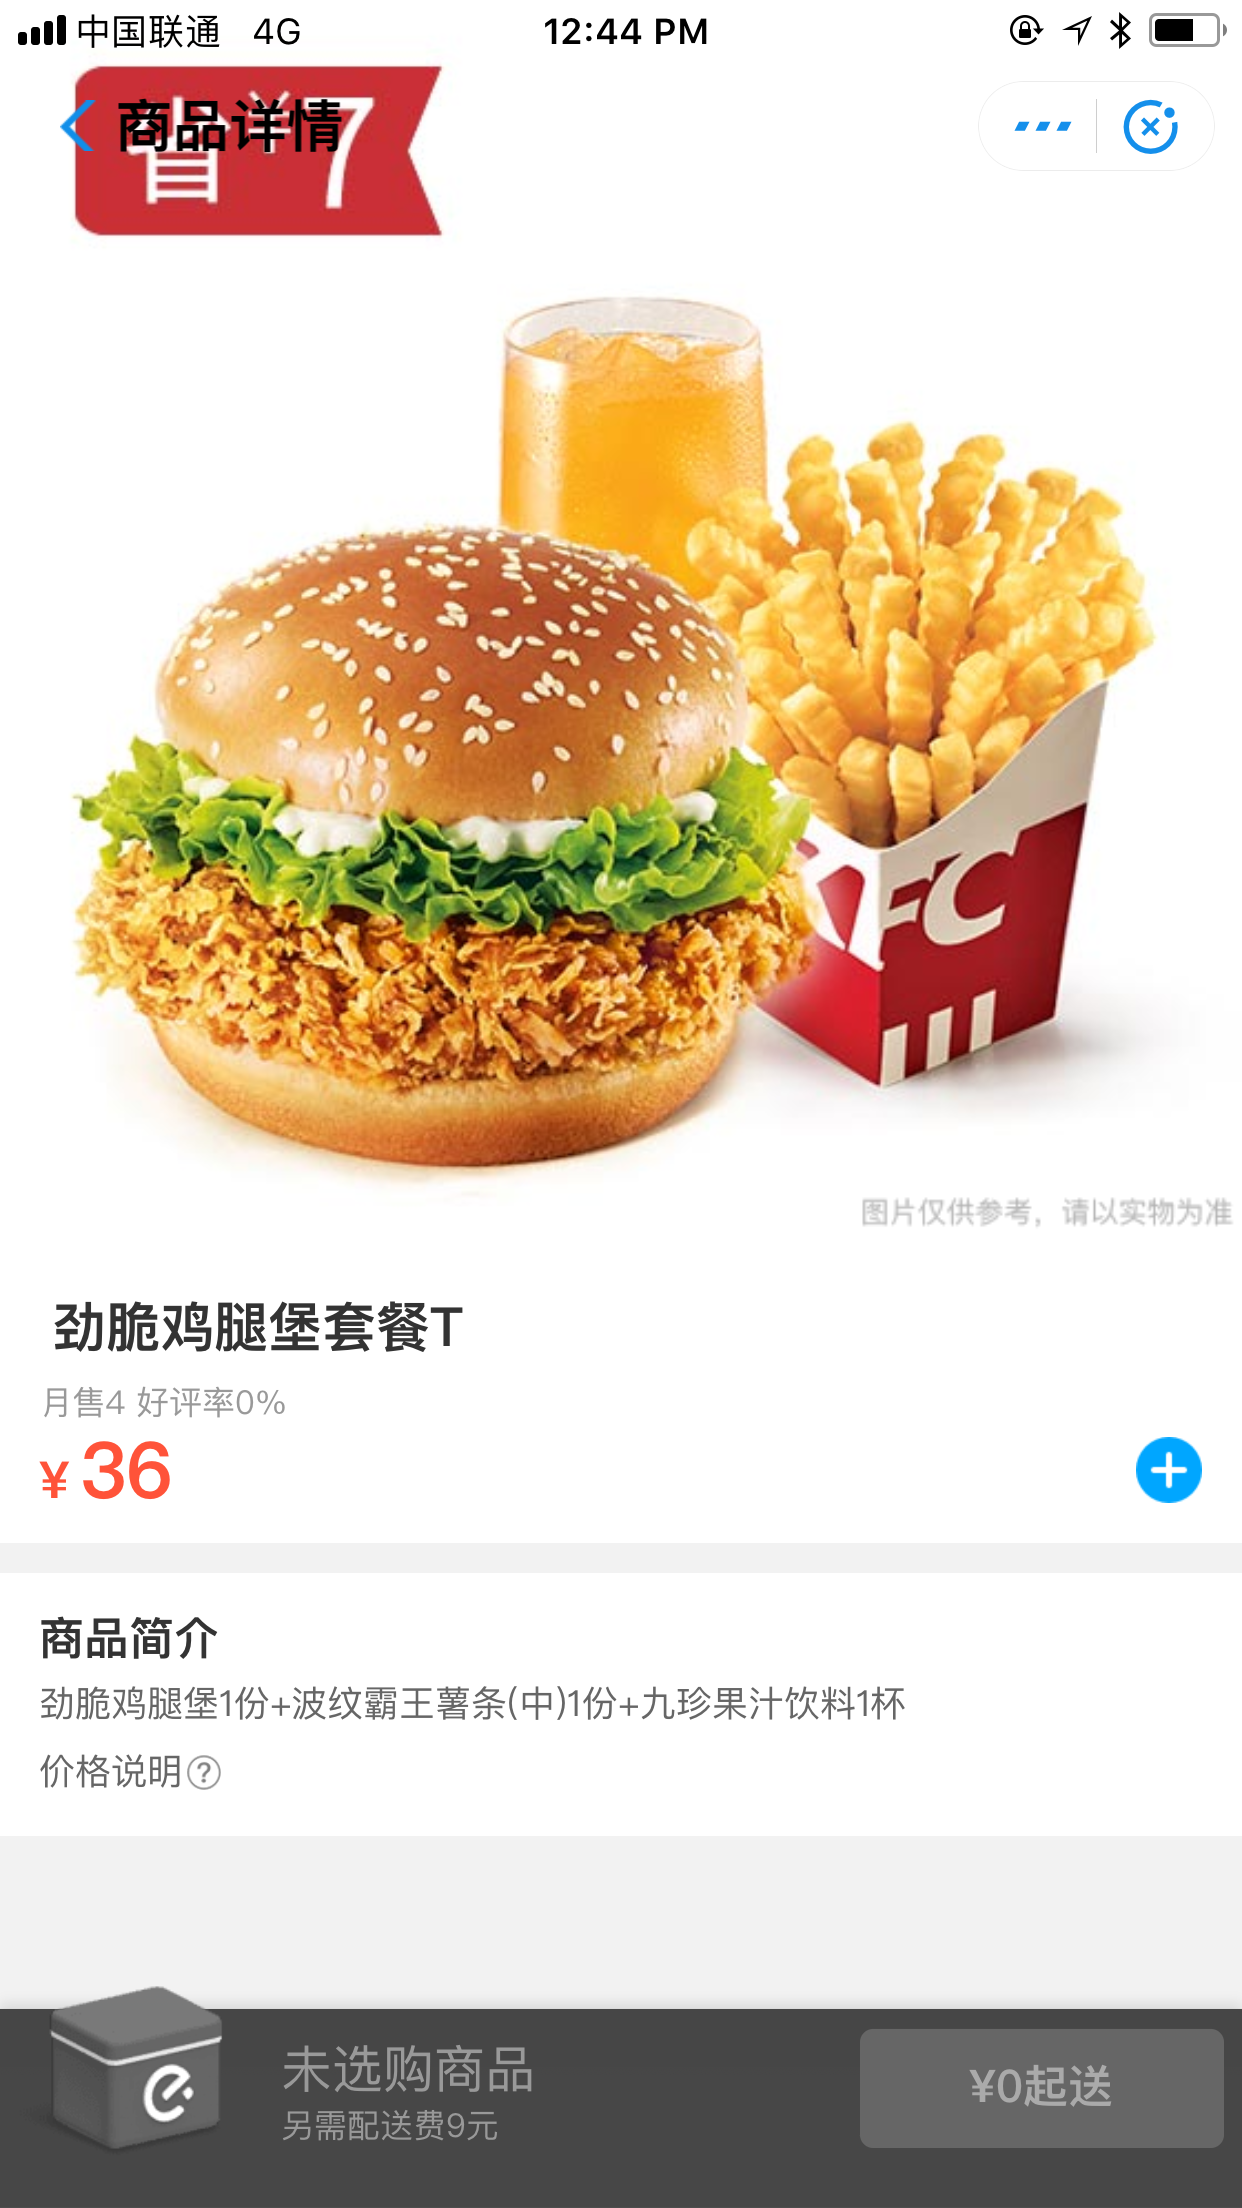 中国联通 4G 12:44 PM
商品详情
省¥7
KFC
图片仅供参考，请以实物为准
劲脆鸡腿堡套餐T
月售4 好评率0%
¥36
商品简介
劲脆鸡腿堡1份+波纹霸王薯条(中)1份+九珍果汁饮料1杯
价格说明?
未选购商品
另需配送费9元
¥0起送